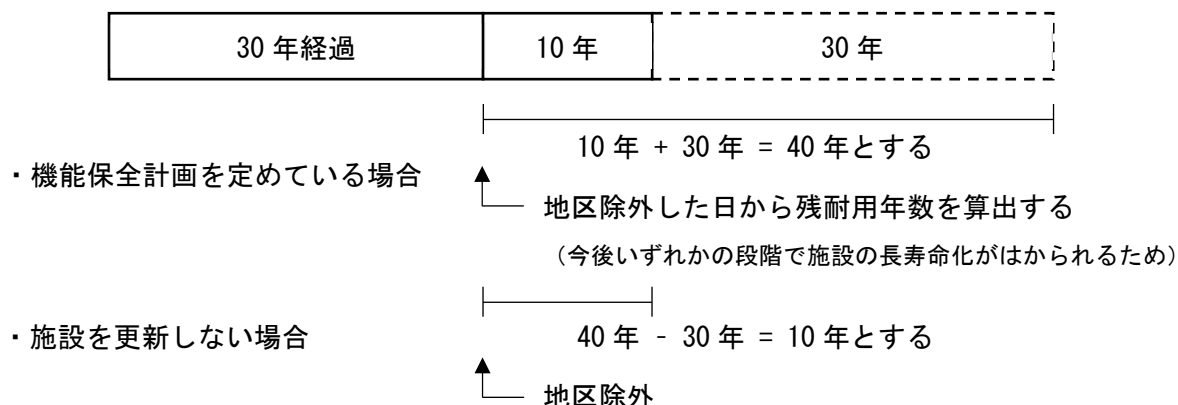 30 年経過
10 年
30 年
10 年 + 30 年 = 40 年とする
・機能保全計画を定めている場合
地区除外した日から残耐用年数を算出する
（今後いずれかの段階で施設の長寿命化がはかられるため）
・施設を更新しない場合
40 年 － 30 年 = 10 年とする
地区除外